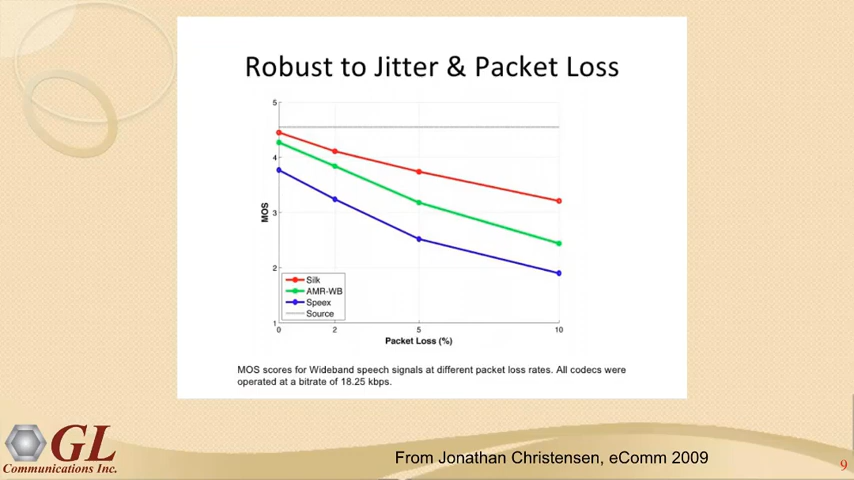 Robust to Jitter & Packet Loss
5
4
3
2
1
MOS
Silk
AMR-WB
Speex
Source
0 2 5 10
Packet Loss (%)
MOS scores for Wideband speech signals at different packet loss rates. All codecs were
operated at a bitrate of 18.25 kbps.
GL
Communications Inc.
From Jonathan Christensen, eComm 2009
9